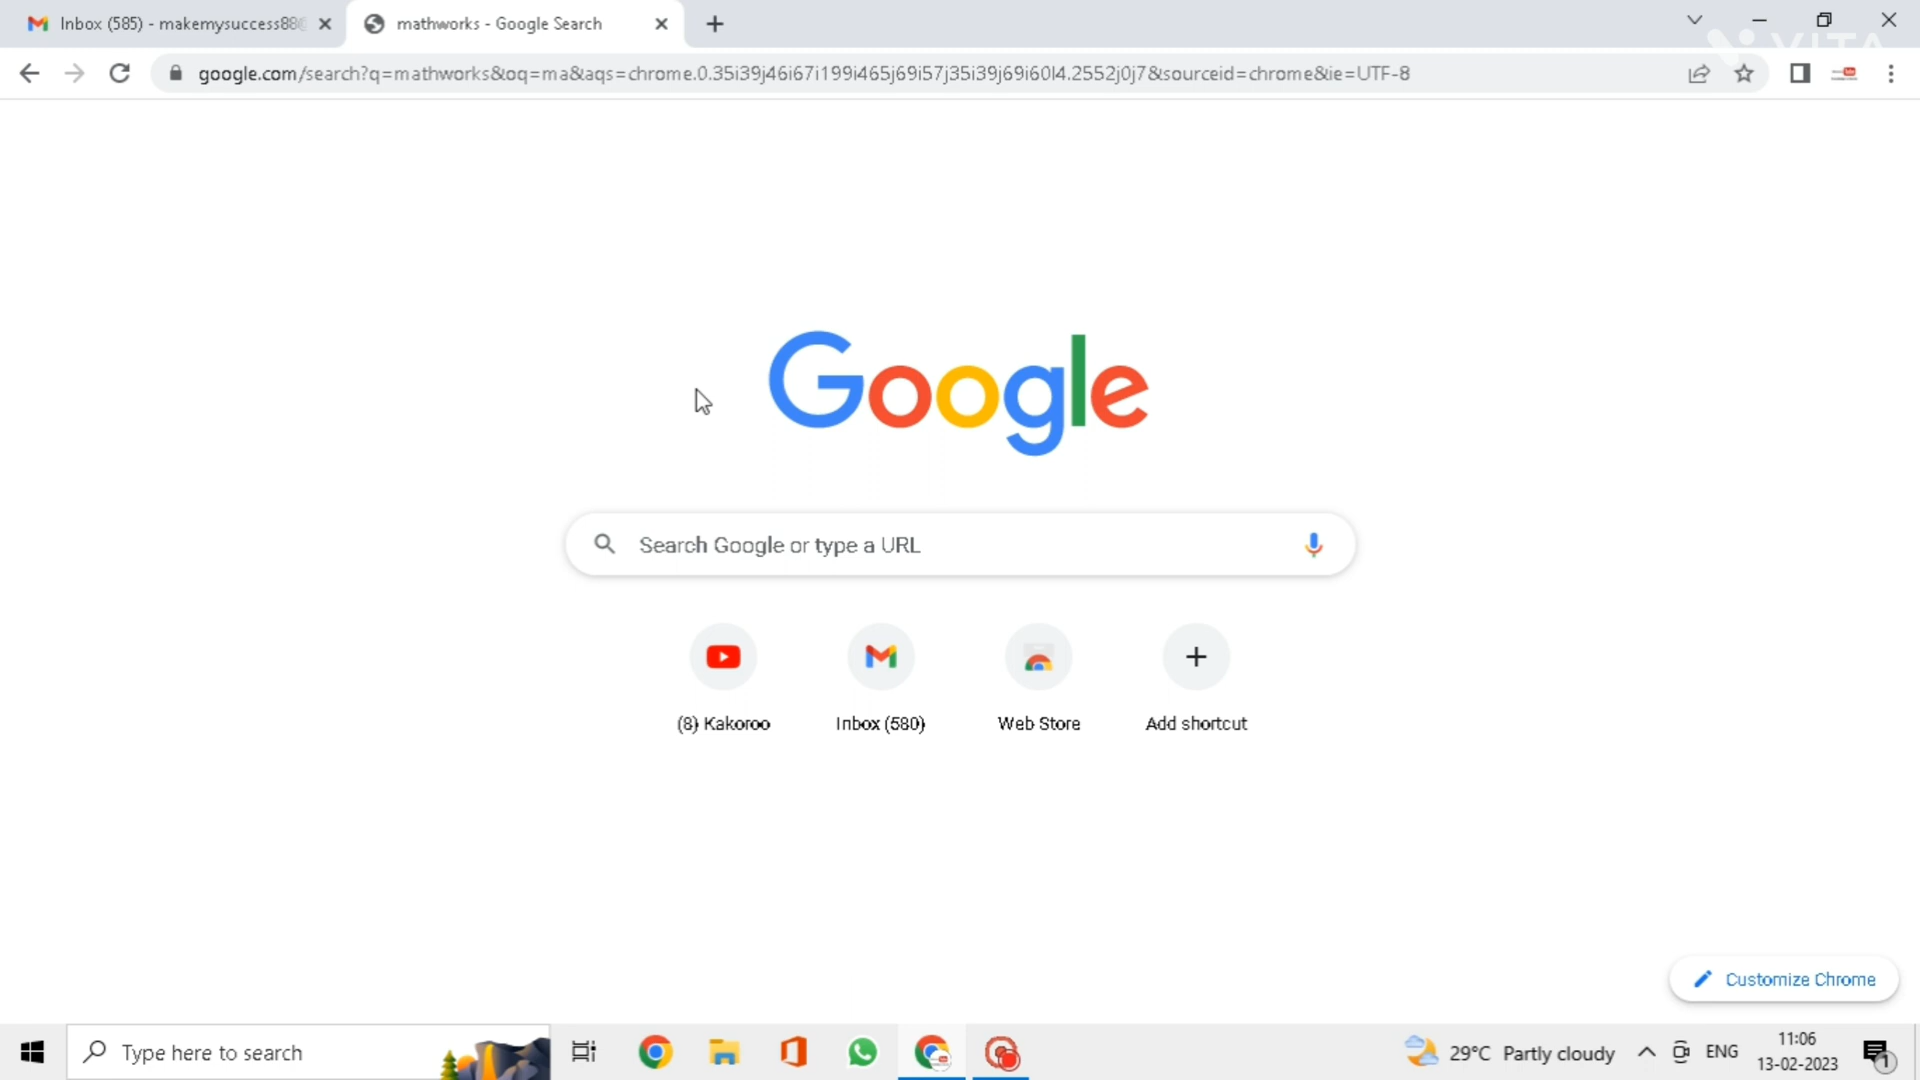 Inbox (585) - makemysuccess88@
mathworks - Google Search
VITA
google.com/search?q=mathworks&oq=ma&aqs=chrome.0.35i39j46i67i199i465j69i57j35i39j69i60l4.2552j0j7&sourceid=chrome&ie=UTF-8
Google
Search Google or type a URL
(8) Kakoroo
Inbox (580)
Web Store
Add shortcut
Customize Chrome
Type here to search
29°C Partly cloudy
ENG
11:06
13-02-2023
1